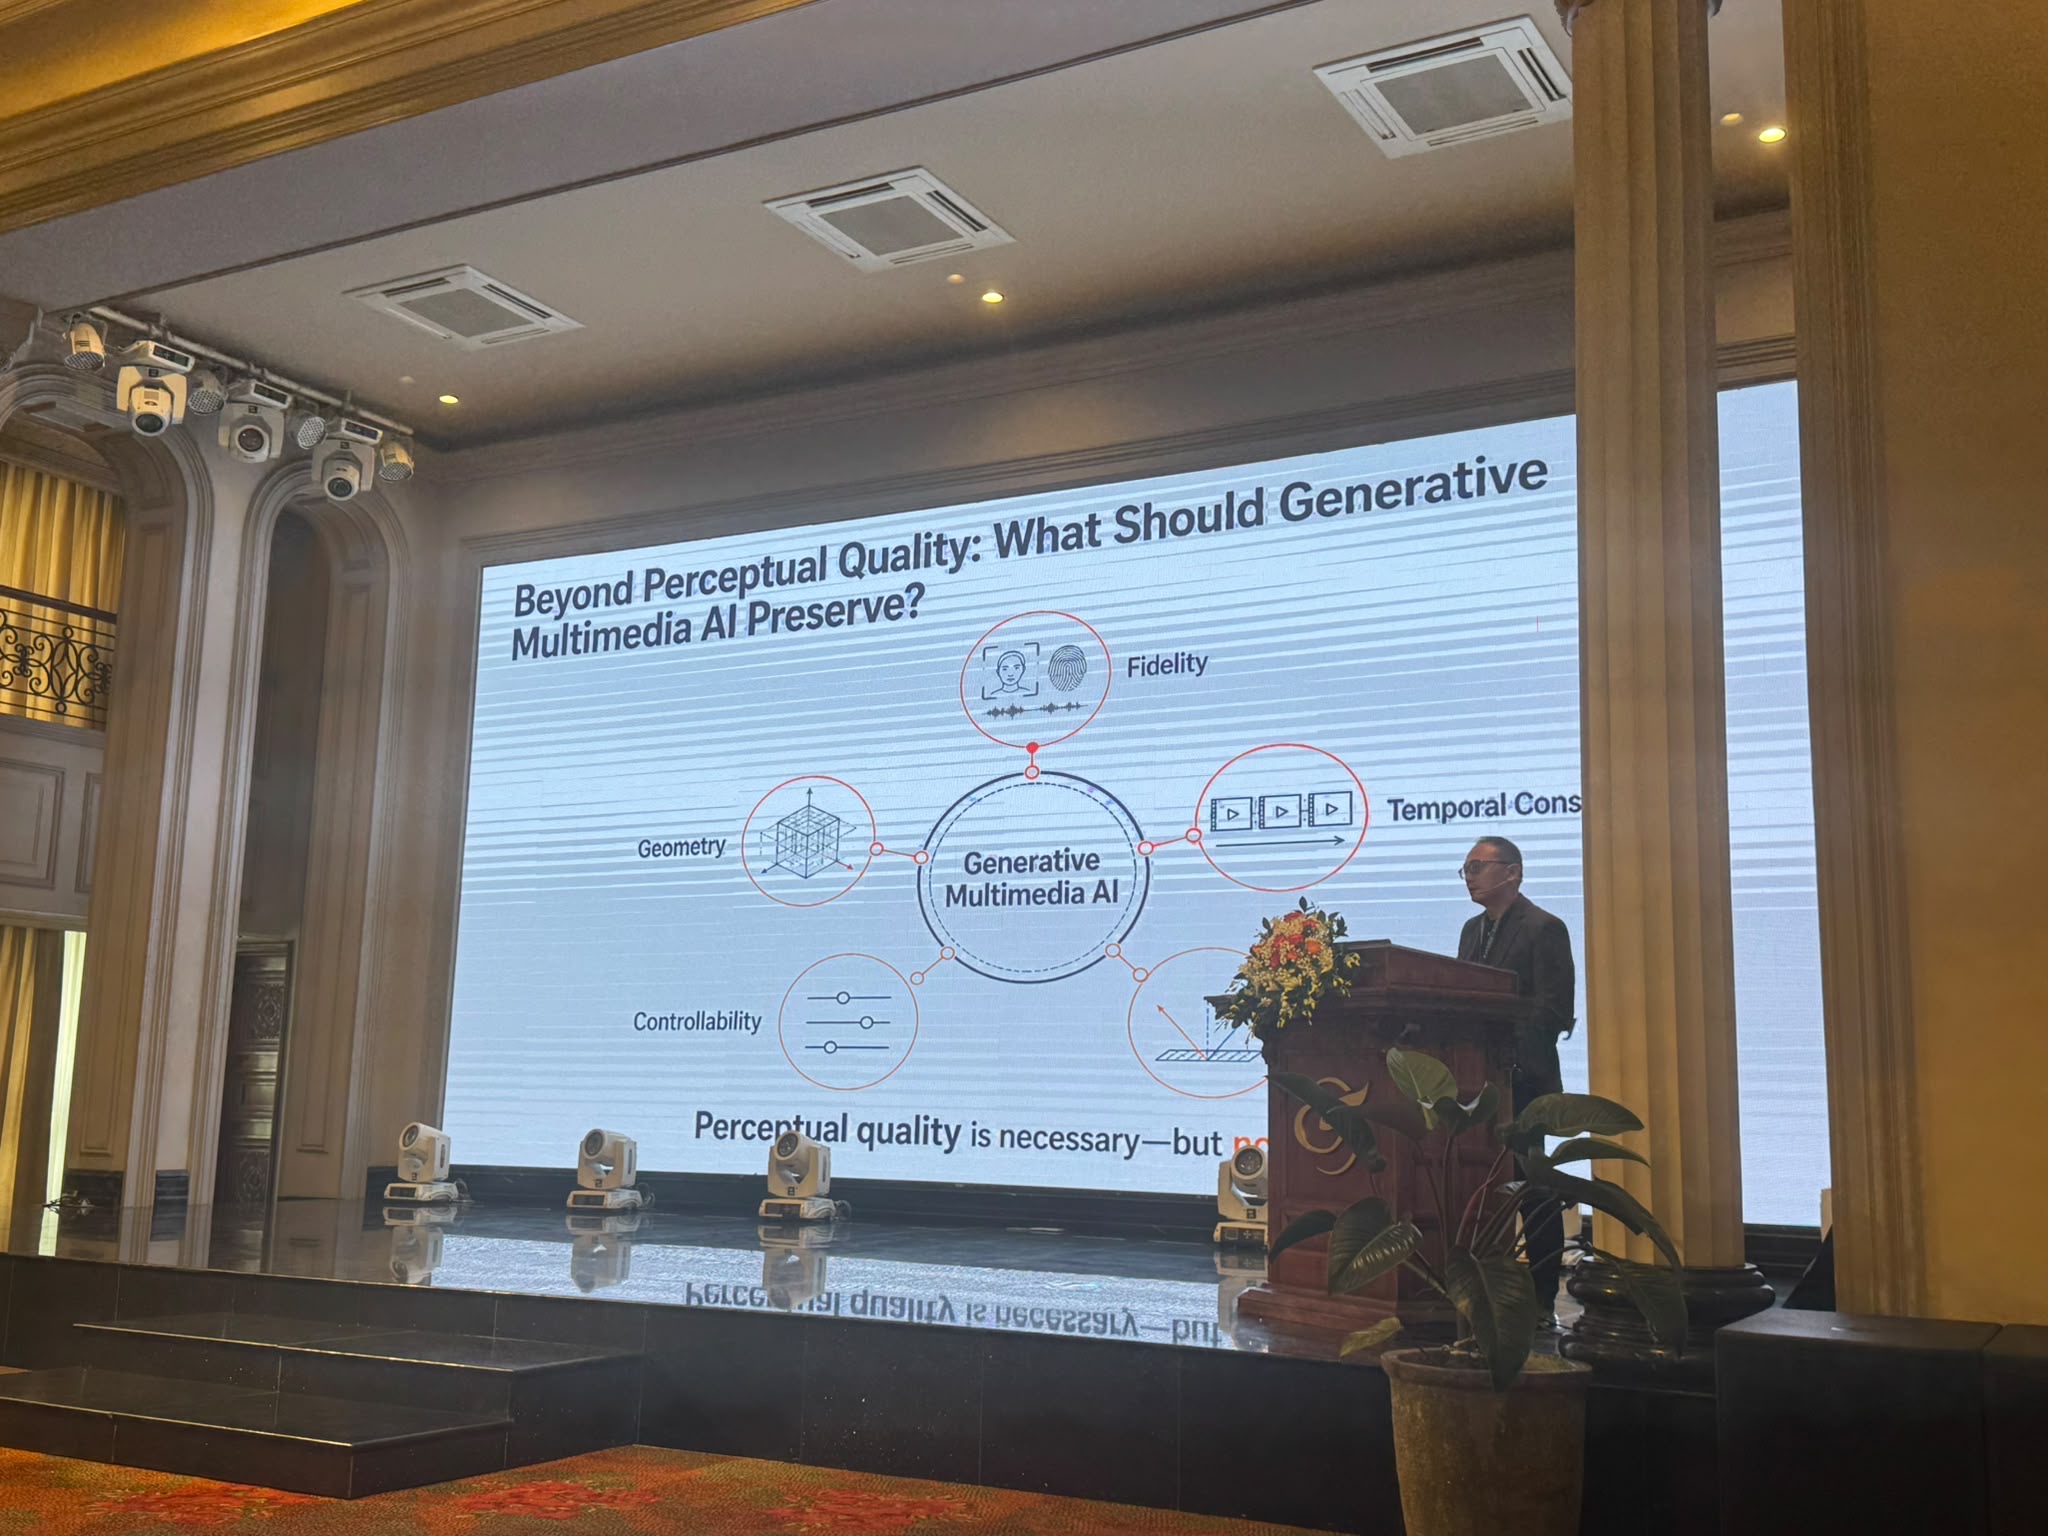 Beyond Perceptual Quality: What Should Generative
Multimedia AI Preserve?
Fidelity
Temporal Cons
Geometry
Generative
Multimedia AI
Controllability
Perceptual quality is necessary—but